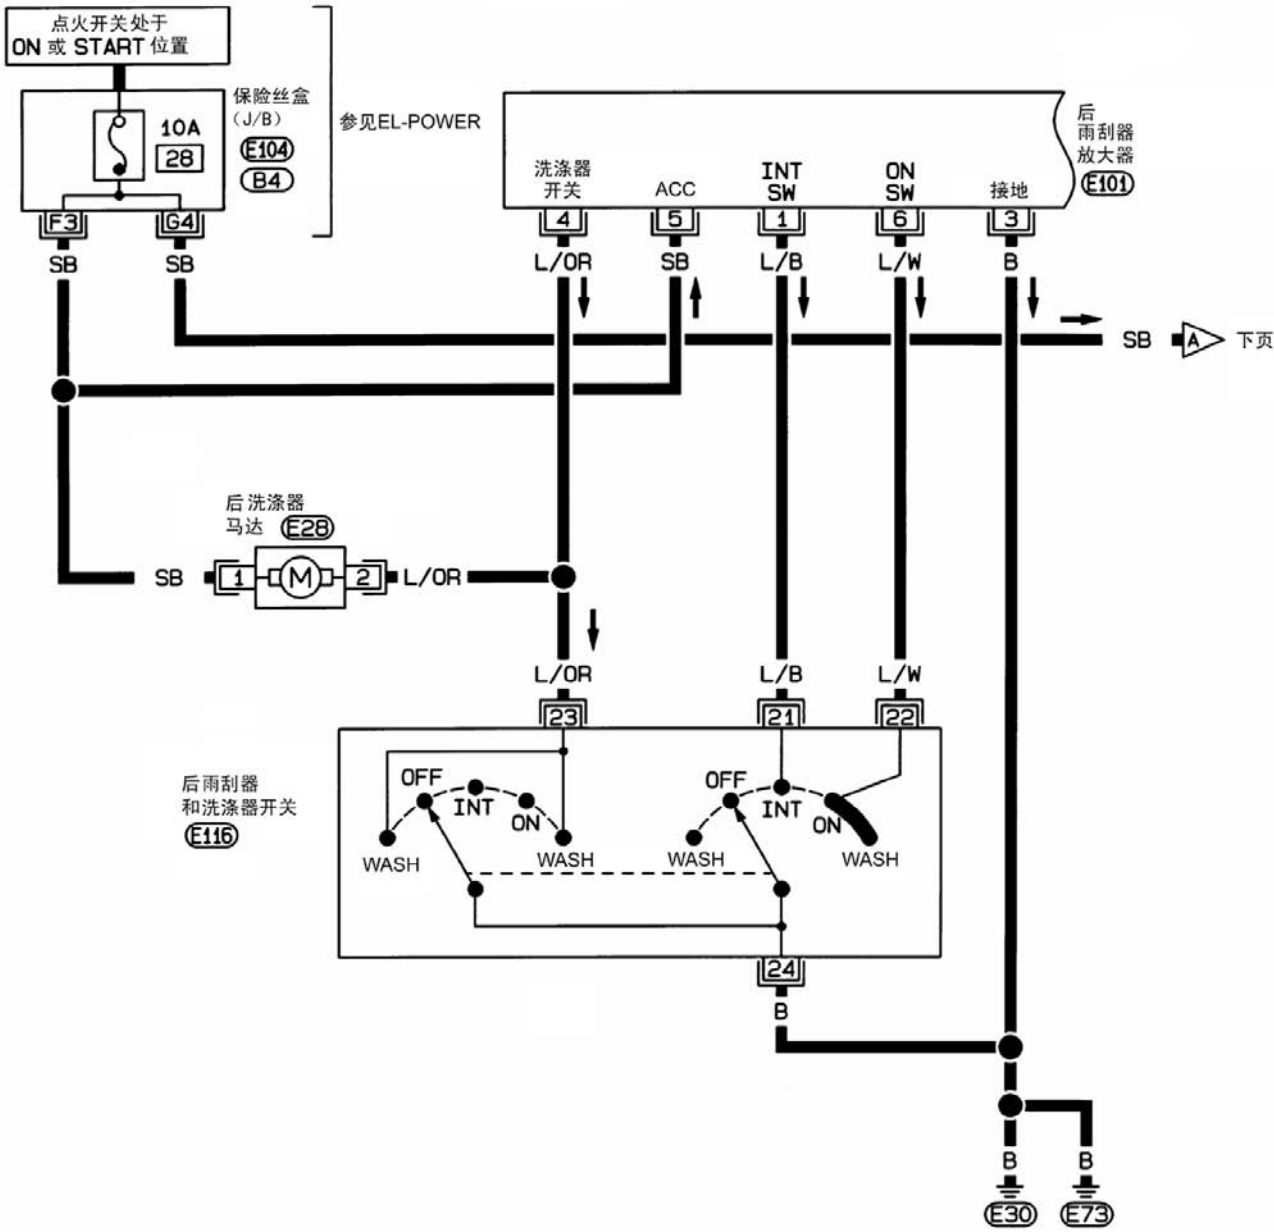 点火开关处于
ON 或 START 位置
保险丝盒
（J/B）
10A
28
E104
B4
参见EL-POWER
F3
G4
SB
SB
后
雨刮器
放大器
E101
洗涤器
开关
ACC
INT
SW
ON
SW
接地
4
5
1
6
3
L/OR
SB
L/B
L/W
B
SB
A
下页
后洗涤器
马达
E28
SB
1
M
2
L/OR
L/OR
L/B
L/W
23
21
22
后雨刮器
和洗涤器开关
E116
OFF
INT
ON
WASH
WASH
OFF
INT
ON
WASH
WASH
24
B
B
B
E30
E73